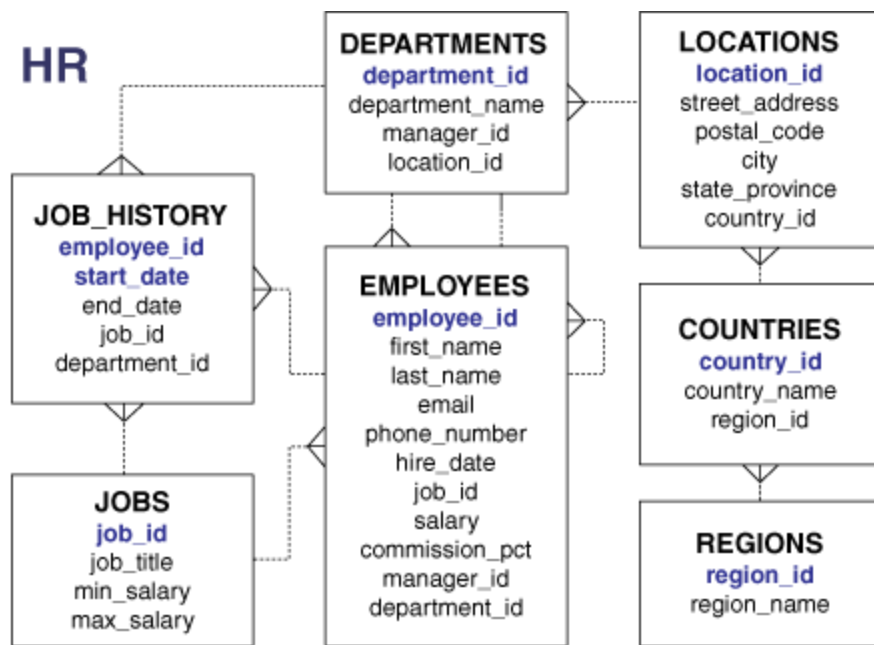 HR
DEPARTMENTS
department_id
department_name
manager_id
location_id
LOCATIONS
location_id
street_address
postal_code
city
state_province
country_id
JOB_HISTORY
employee_id
start_date
end_date
job_id
department_id
EMPLOYEES
employee_id
first_name
last_name
email
phone_number
hire_date
job_id
salary
commission_pct
manager_id
department_id
COUNTRIES
country_id
country_name
region_id
JOBS
job_id
job_title
min_salary
max_salary
REGIONS
region_id
region_name